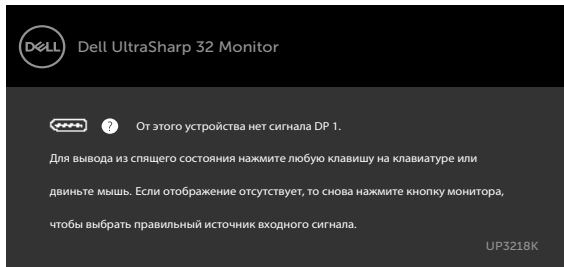 DELL
Dell UltraSharp 32 Monitor
? От этого устройства нет сигнала DP 1.
Для вывода из спящего состояния нажмите любую клавишу на клавиатуре или
двиньте мышь. Если отображение отсутствует, то снова нажмите кнопку монитора,
чтобы выбрать правильный источник входного сигнала.
UP3218K